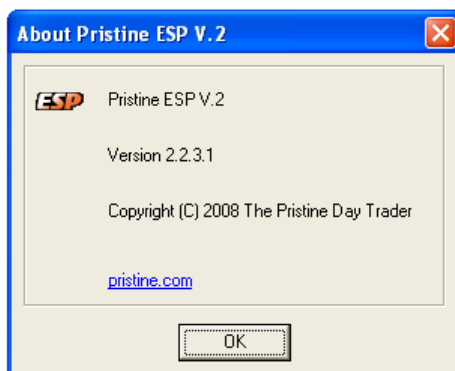 About Pristine ESP V.2
ESP Pristine ESP V.2
Version 2.2.3.1
Copyright (C) 2008 The Pristine Day Trader
pristine.com
OK